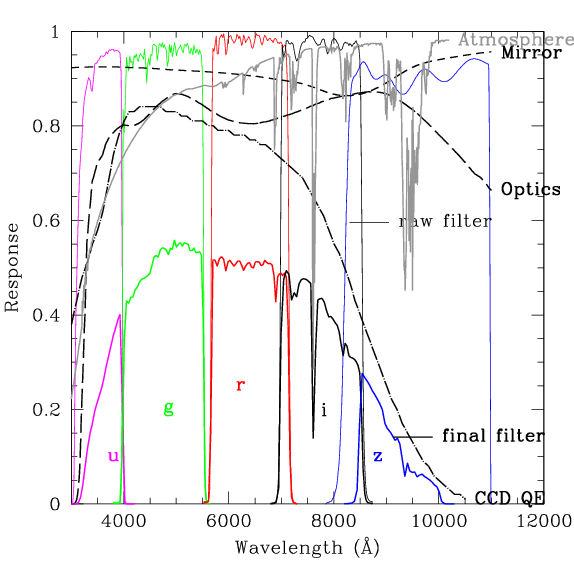 1
Atmosphere
Mirror
0.8
Optics
0.6
raw filter
Response
0.4
r
g
i
0.2
u
z
final filter
0
CCD QE
4000 6000 8000 10000 12000
Wavelength (Å)